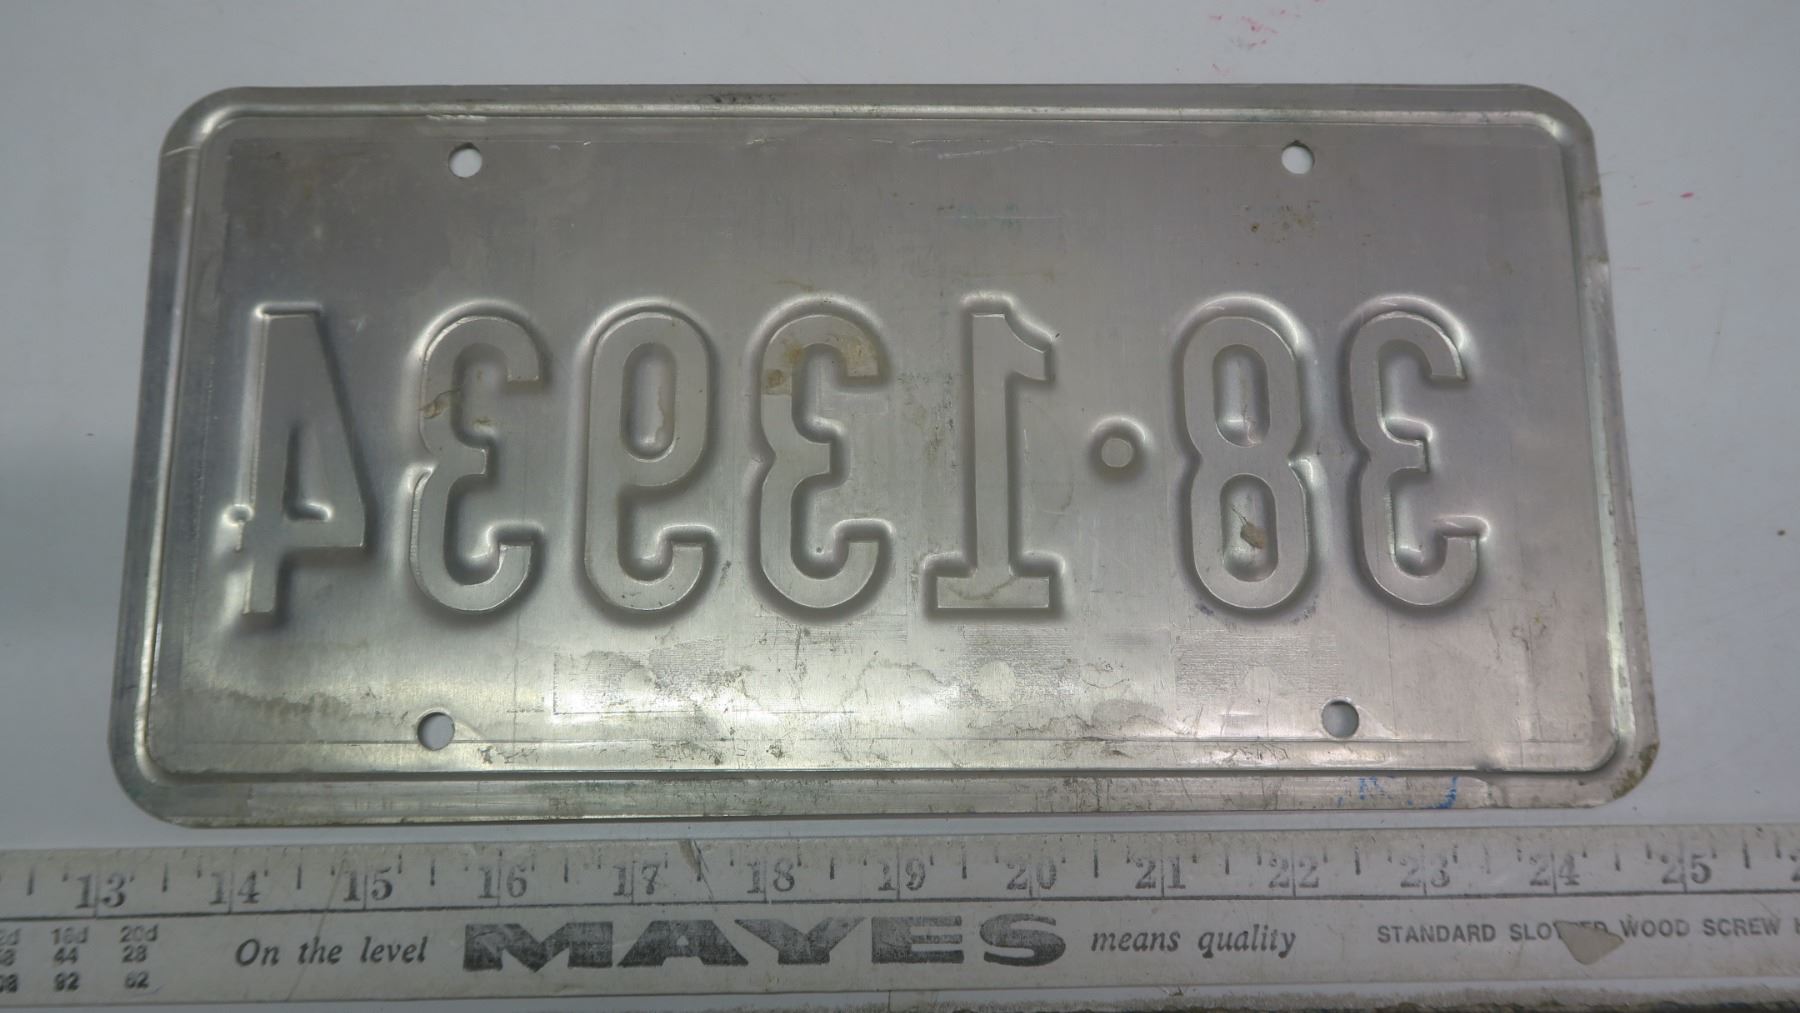 38·13934
13 14 15 16 17 18 19 20 21 22 23 24 25
16d 20d
On the level MAYES means quality STANDARD SLOTTED WOOD SCREW
44 28
92 62